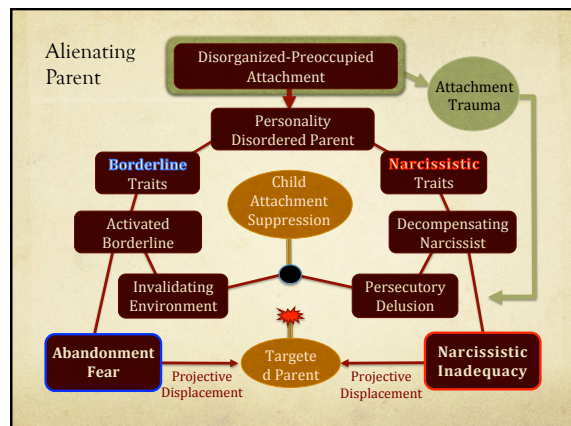 Alienating
Parent
Disorganized-Preoccupied
Attachment
Attachment
Trauma
Personality
Disordered Parent
Borderline
Traits
Narcissistic
Traits
Child
Attachment
Suppression
Activated
Borderline
Decompensating
Narcissist
Invalidating
Environment
Persecutory
Delusion
Abandonment
Fear
Targete
d Parent
Narcissistic
Inadequacy
Projective
Displacement
Projective
Displacement